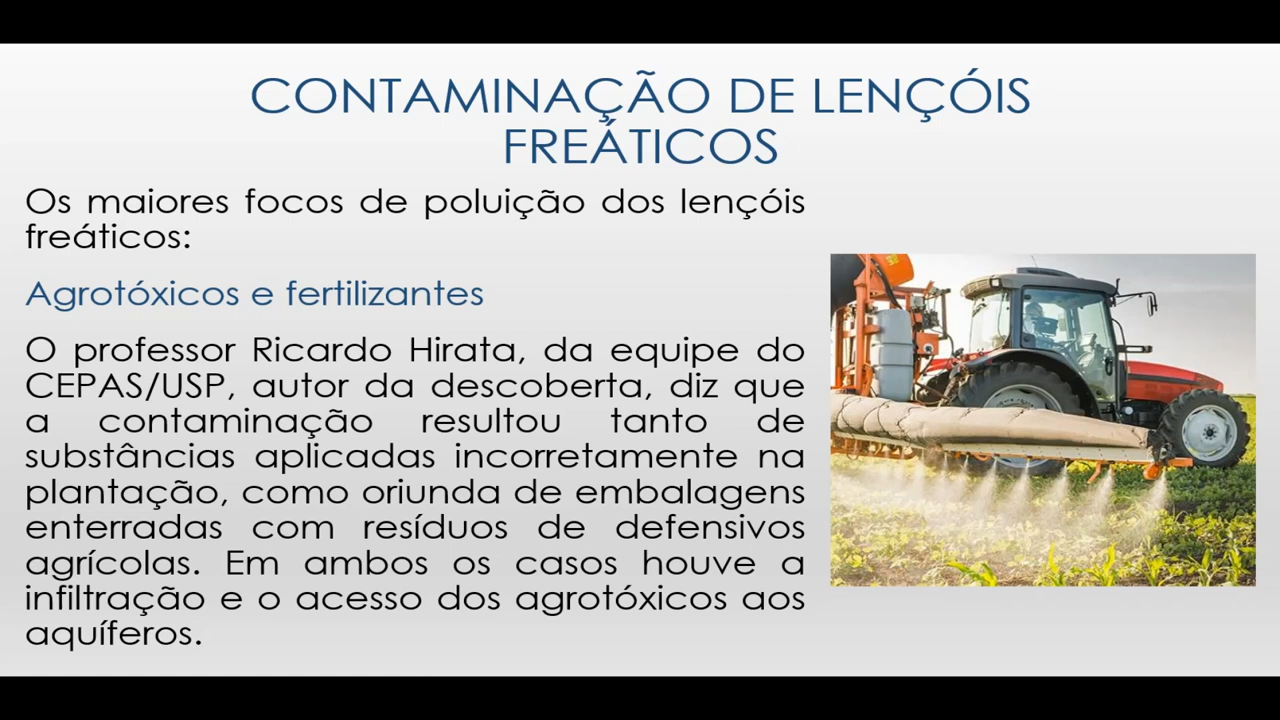 CONTAMINAÇÃO DE LENÇÓIS
FREÁTICOS
Os maiores focos de poluição dos lençóis
freáticos:
Agrotóxicos e fertilizantes
O professor Ricardo Hirata, da equipe do
CEPAS/USP, autor da descoberta, diz que
a contaminação resultou tanto de
substâncias aplicadas incorretamente na
plantação, como oriunda de embalagens
enterradas com resíduos de defensivos
agrícolas. Em ambos os casos houve a
infiltração e o acesso dos agrotóxicos aos
aquíferos.